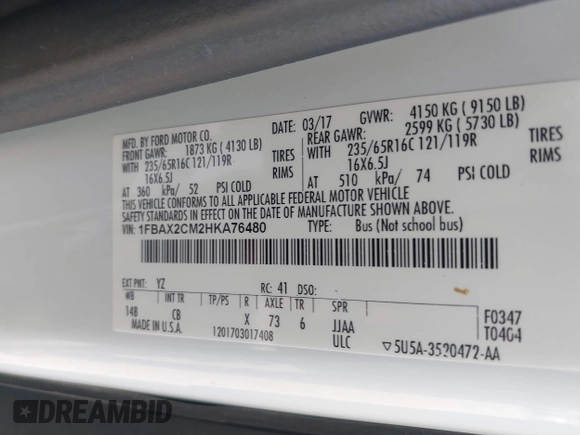 MFD. BY FORD MOTOR CO.
DATE: 03/17 GVWR: 4150 KG ( 9150 LB)
FRONT GAWR: 1873 KG ( 4130 LB) REAR GAWR: 2599 KG ( 5730 LB)
WITH 235/65R16C 121/119R TIRES WITH 235/65R16C 121/119R TIRES
16X6.5J RIMS 16X6.5J RIMS
AT 360 kPa/ 52 PSI COLD AT 510 kPa/ 74 PSI COLD
THIS VEHICLE CONFORMS TO ALL APPLICABLE FEDERAL MOTOR VEHICLE
SAFETY STANDARDS IN EFFECT ON THE DATE OF MANUFACTURE SHOWN ABOVE.
VIN: 1FBAX2CM2HKA76480 TYPE: Bus (Not school bus)
EXT PNT: YZ RC: 41 DSO:
WB INT TR TP/PS R AXLE TR SPR
148 CB X 73 6 JJAA F0347
MADE IN U.S.A. 1201703017408 ULC T0404
▽5U5A-3520472-AA
DREAMBID